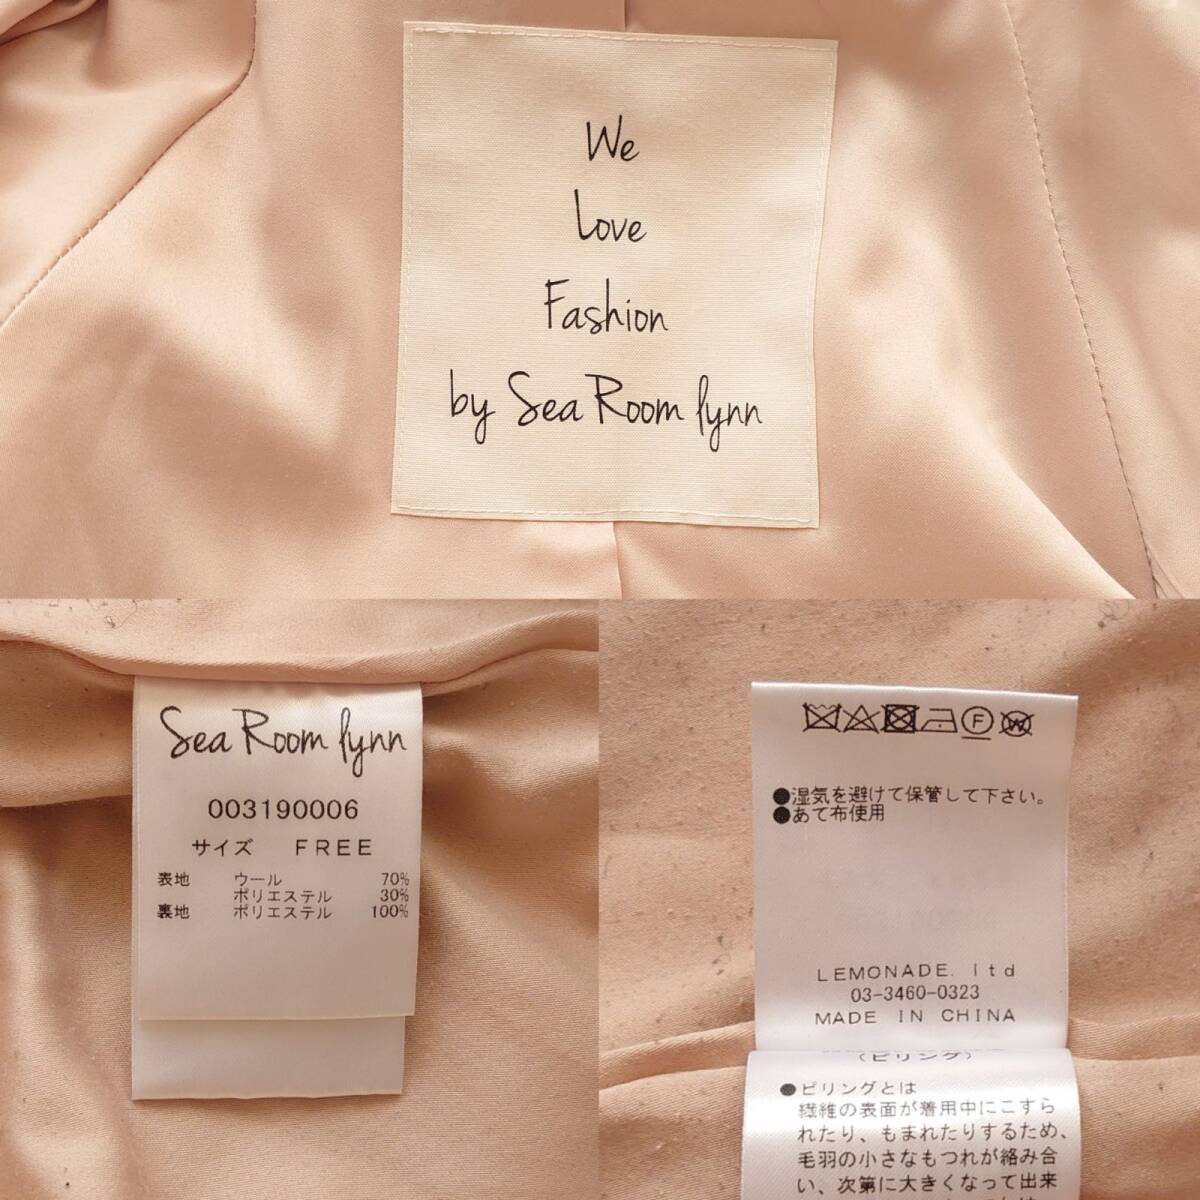 We
Love
Fashion
by Sea Room lynn
Sea Room lynn
003190006
サイズ FREE
表地 ウール 70%
ポリエステル 30%
裏地 ポリエステル 100%
F
W
●湿気を避けて保管して下さい。
●あて布使用
LEMONADE. ltd
03-3460-0323
MADE IN CHINA
(ピリング)
●ピリングとは
繊維の表面が着用中にこすら
れたり、もまれたりするため、
毛羽の小さなもつれが絡み合
い、次第に大きくなって出来